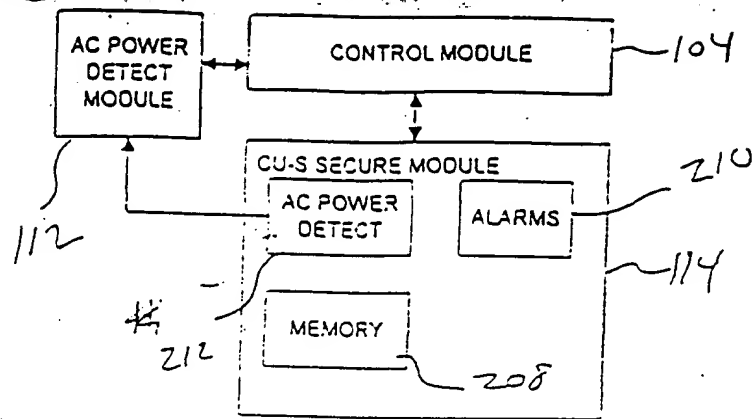 AC POWER
DETECT
MODULE
CONTROL MODULE
104
CU-S SECURE MODULE
AC POWER
DETECT
ALARMS
210
112
114
212
MEMORY
208